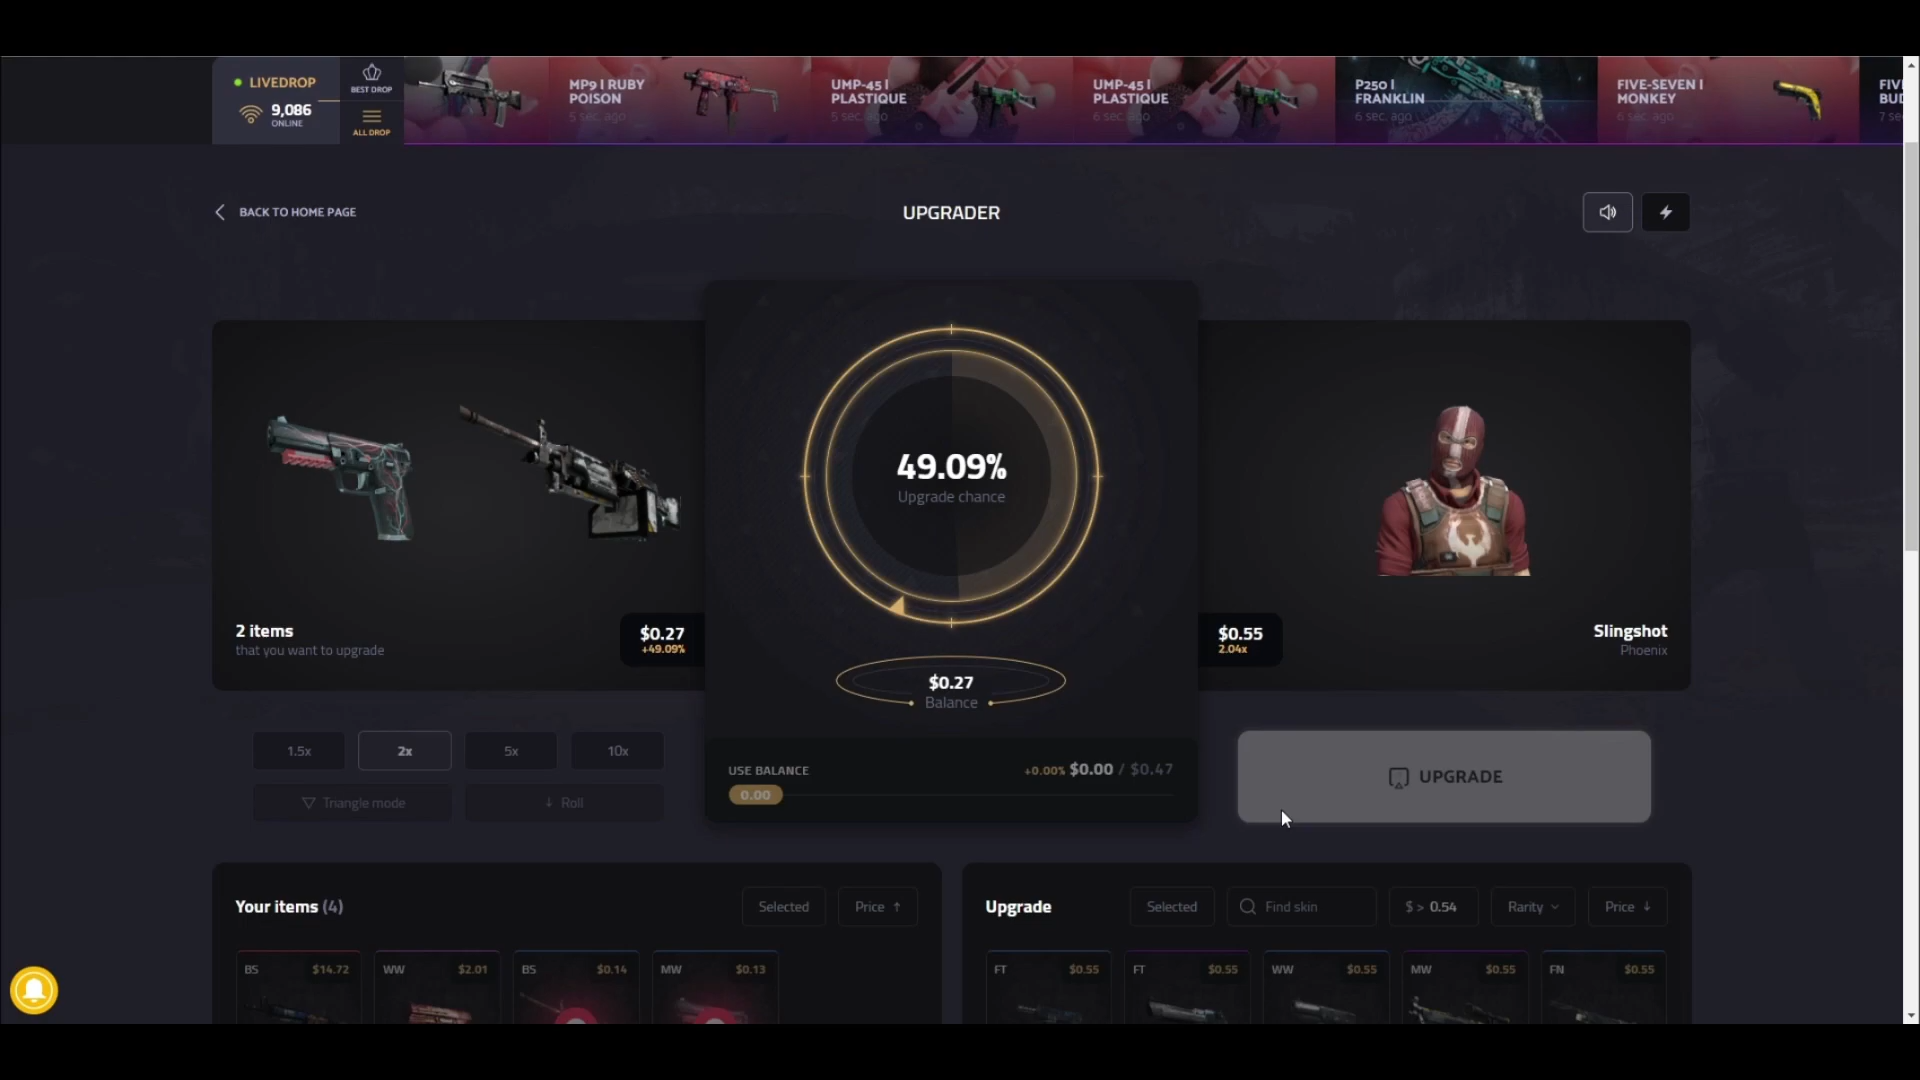 LIVEDROP
9,086
ONLINE
BEST DROP
ALL DROP
MP9 | RUBY
POISON
5 sec. ago
UMP-45 |
PLASTIQUE
5 sec. ago
UMP-45 |
PLASTIQUE
6 sec. ago
P250 |
FRANKLIN
6 sec. ago
FIVE-SEVEN |
MONKEY
6 sec. ago
BACK TO HOME PAGE
UPGRADER
49.09%
Upgrade chance
2 items
that you want to upgrade
$0.27
+49.09%
$0.55
2.04x
Slingshot
Phoenix
$0.27
Balance
1.5x
2x
5x
10x
Triangle mode
Roll
USE BALANCE
+0.00% $0.00 / $0.47
0.00
UPGRADE
Your items (4)
Selected
Price
Upgrade
Selected
Find skin
$ > 0.54
Rarity
Price
BS $14.72
WW $2.01
BS $0.14
MW $0.13
FT $0.55
FT $0.55
WW $0.55
MW $0.55
FN $0.55